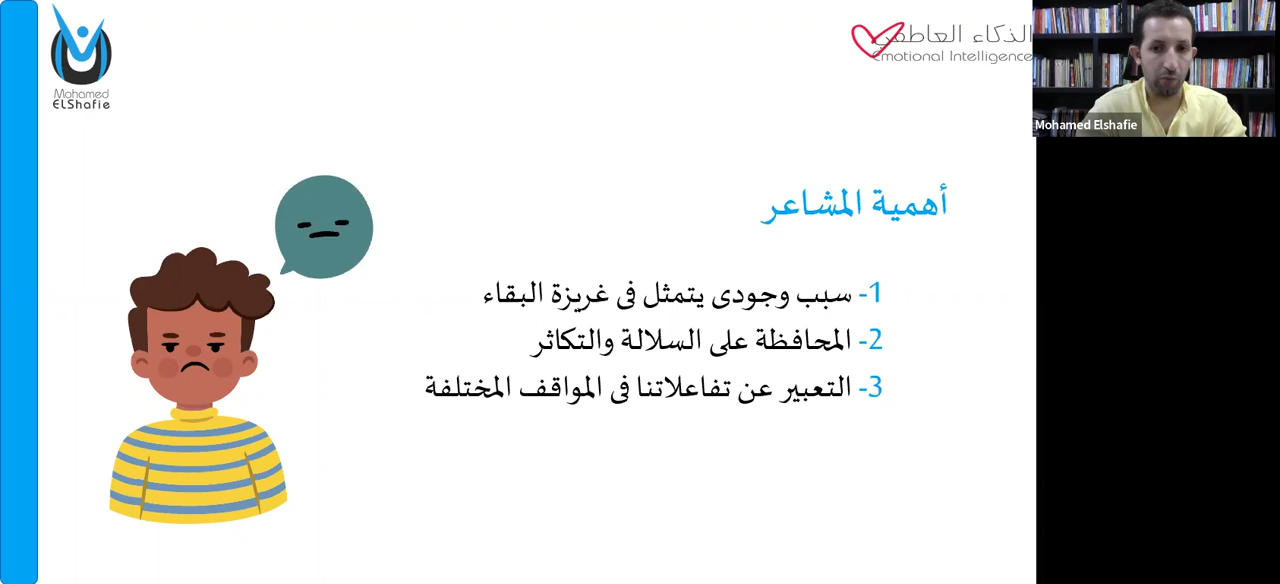 Mohamed
ELShafie
الذكاء العاطفي
Emotional Intelligence
Mohamed Elshafie
أهمية المشاعر
1- سبب وجودى يتمثل فى غريزة البقاء
2- المحافظة على السلالة والتكاثر
3- التعبير عن تفاعلاتنا فى المواقف المختلفة